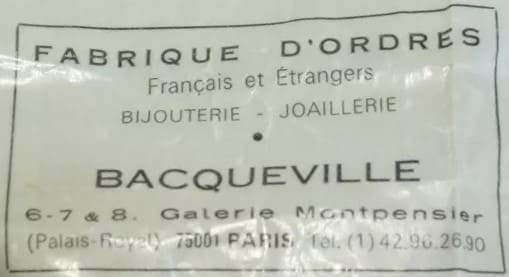 FABRIQUE D'ORDRES
Français et Étrangers
BIJOUTERIE - JOAILLERIE
•
BACQUEVILLE
6-7 & 8. Galerie Montpensier
(Palais-Royal) 75001 PARIS. Tél. (1) 42.96.26.90